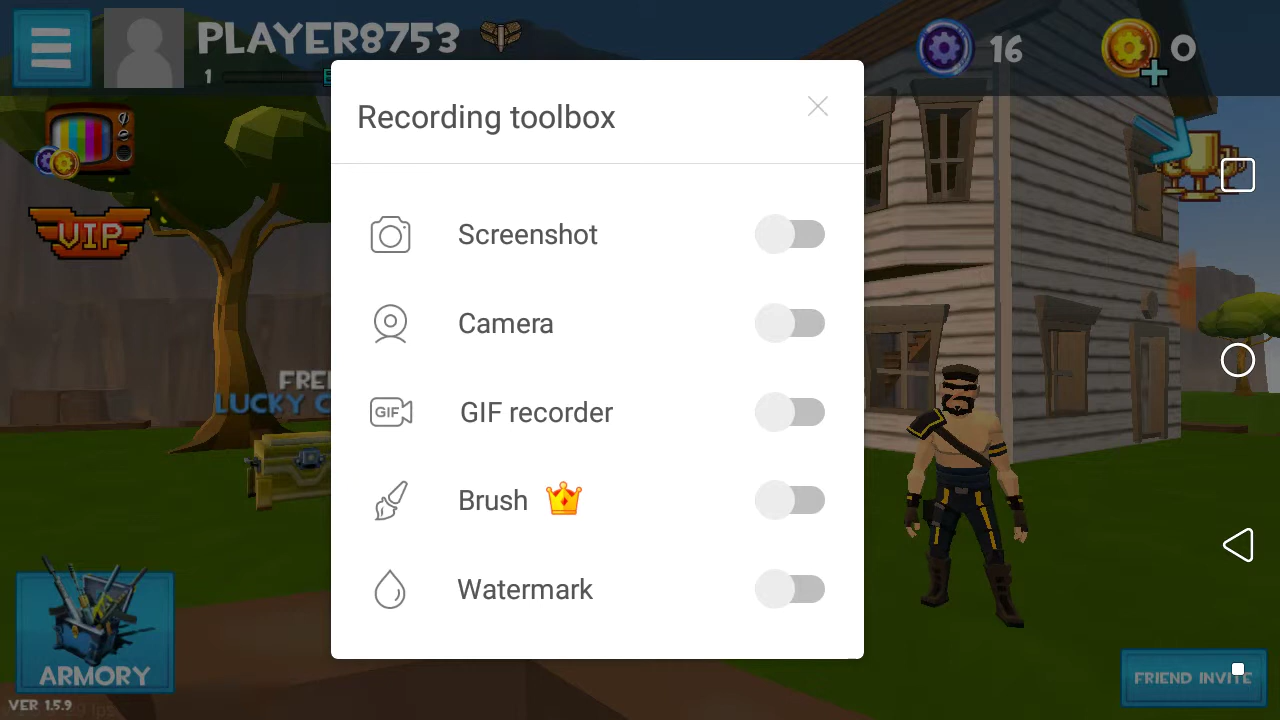 PLAYER8753
16
0
1
Recording toolbox
VIP
Screenshot
Camera
FREE
LUCKY C
GIF
GIF recorder
Brush
Watermark
ARMORY
FRIEND INVITE
VER 1.5.9